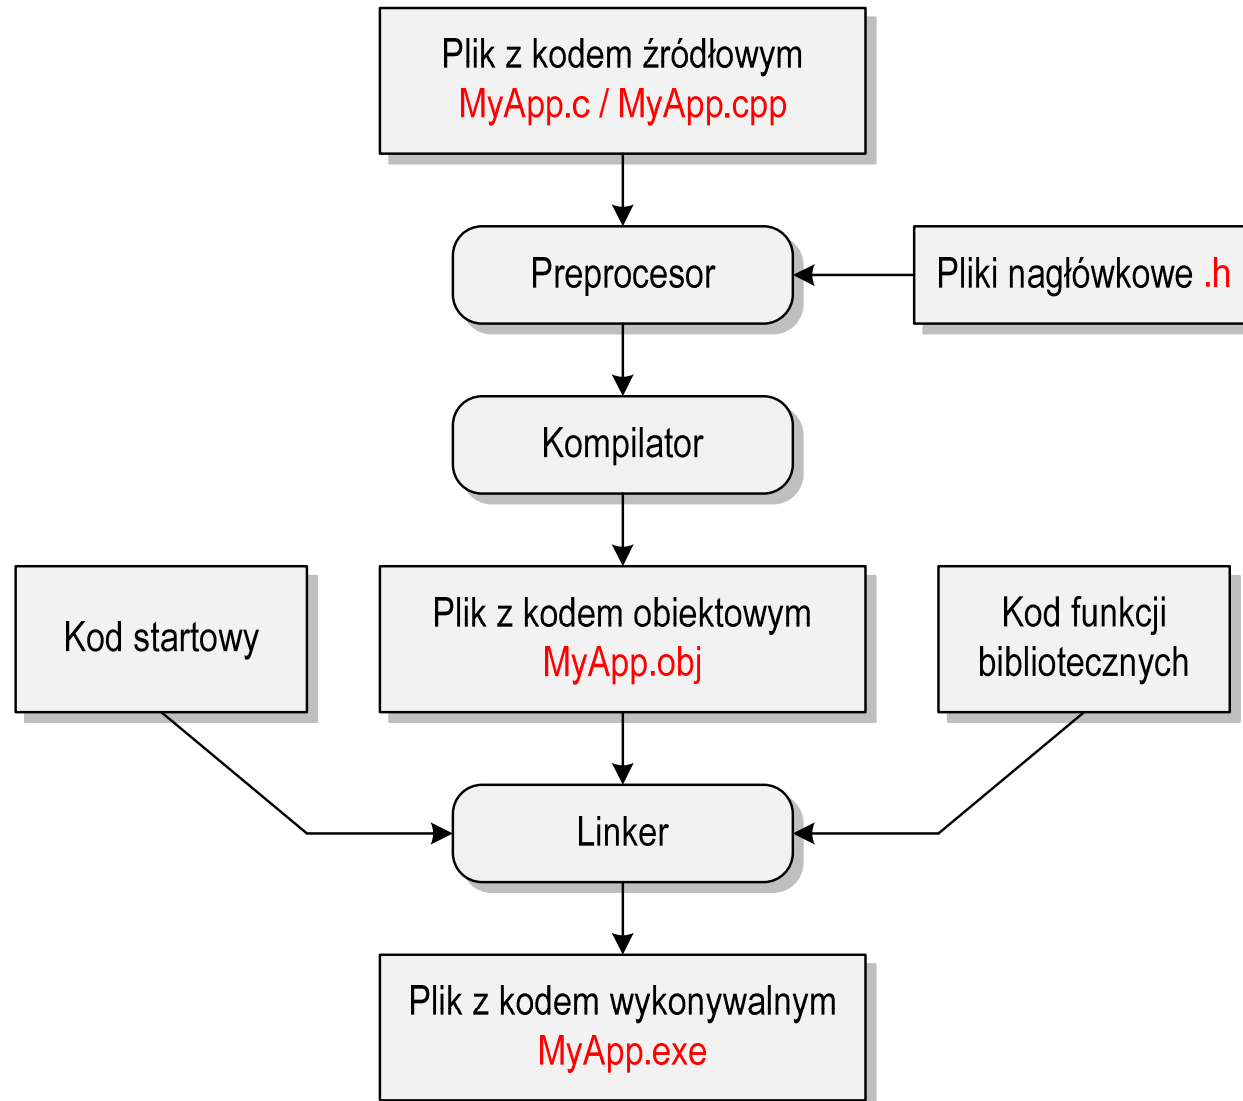 Plik z kodem źródłowym
MyApp.c / MyApp.cpp
Preprocesor
Pliki nagłówkowe .h
Kompilator
Kod startowy
Plik z kodem obiektowym
MyApp.obj
Kod funkcji
bibliotecznych
Linker
Plik z kodem wykonywalnym
MyApp.exe